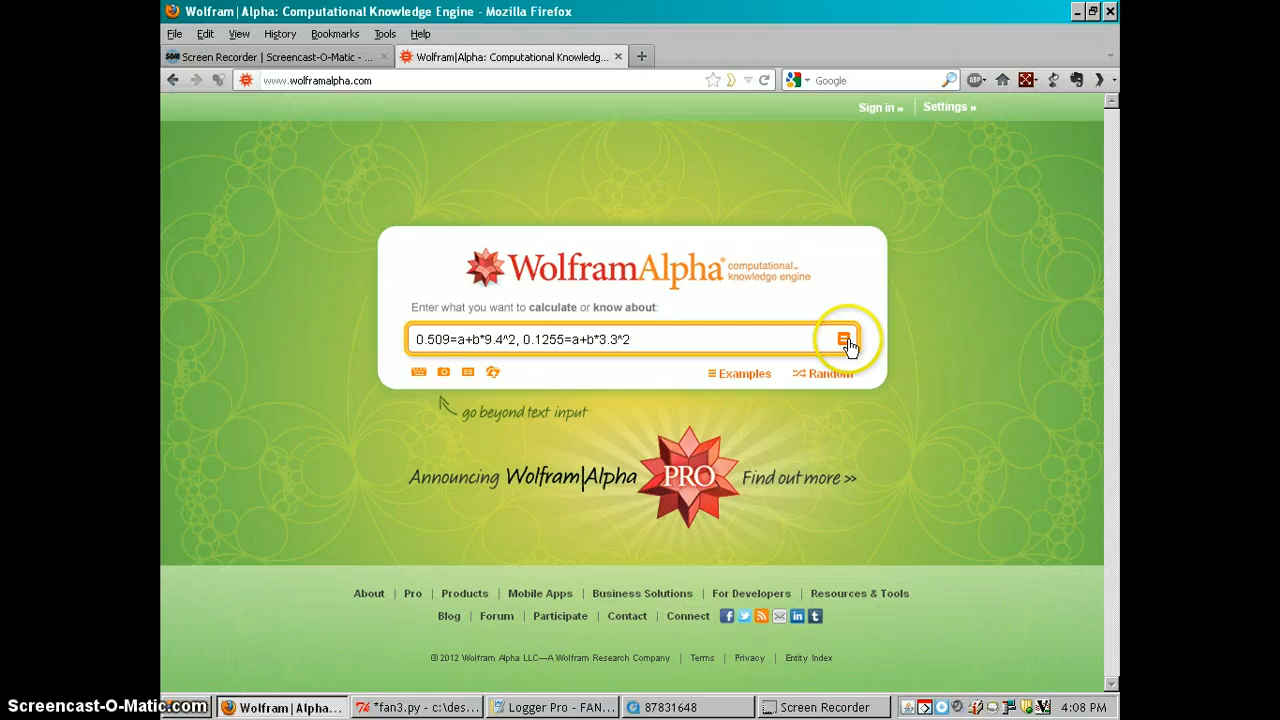 Wolfram|Alpha: Computational Knowledge Engine - Mozilla Firefox
File Edit View History Bookmarks Tools Help
Screen Recorder | Screencast-O-Matic - ... Wolfram|Alpha: Computational Knowledg...
www.wolframalpha.com Google
Sign in » Settings »
WolframAlpha computational knowledge engine
Enter what you want to calculate or know about:
0.509=a+b*9.4^2, 0.1255=a+b*3.3^2
Examples Random
go beyond text input
Announcing Wolfram|Alpha PRO Find out more >>
About | Pro | Products | Mobile Apps | Business Solutions | For Developers | Resources & Tools
Blog | Forum | Participate | Contact | Connect
© 2012 Wolfram Alpha LLC—A Wolfram Research Company | Terms | Privacy | Entity Index
Screencast-O-Matic.com Wolfram|Alpha... *fan3.py - c:\des... Logger Pro - FAN... 87831648 Screen Recorder 4:08 PM